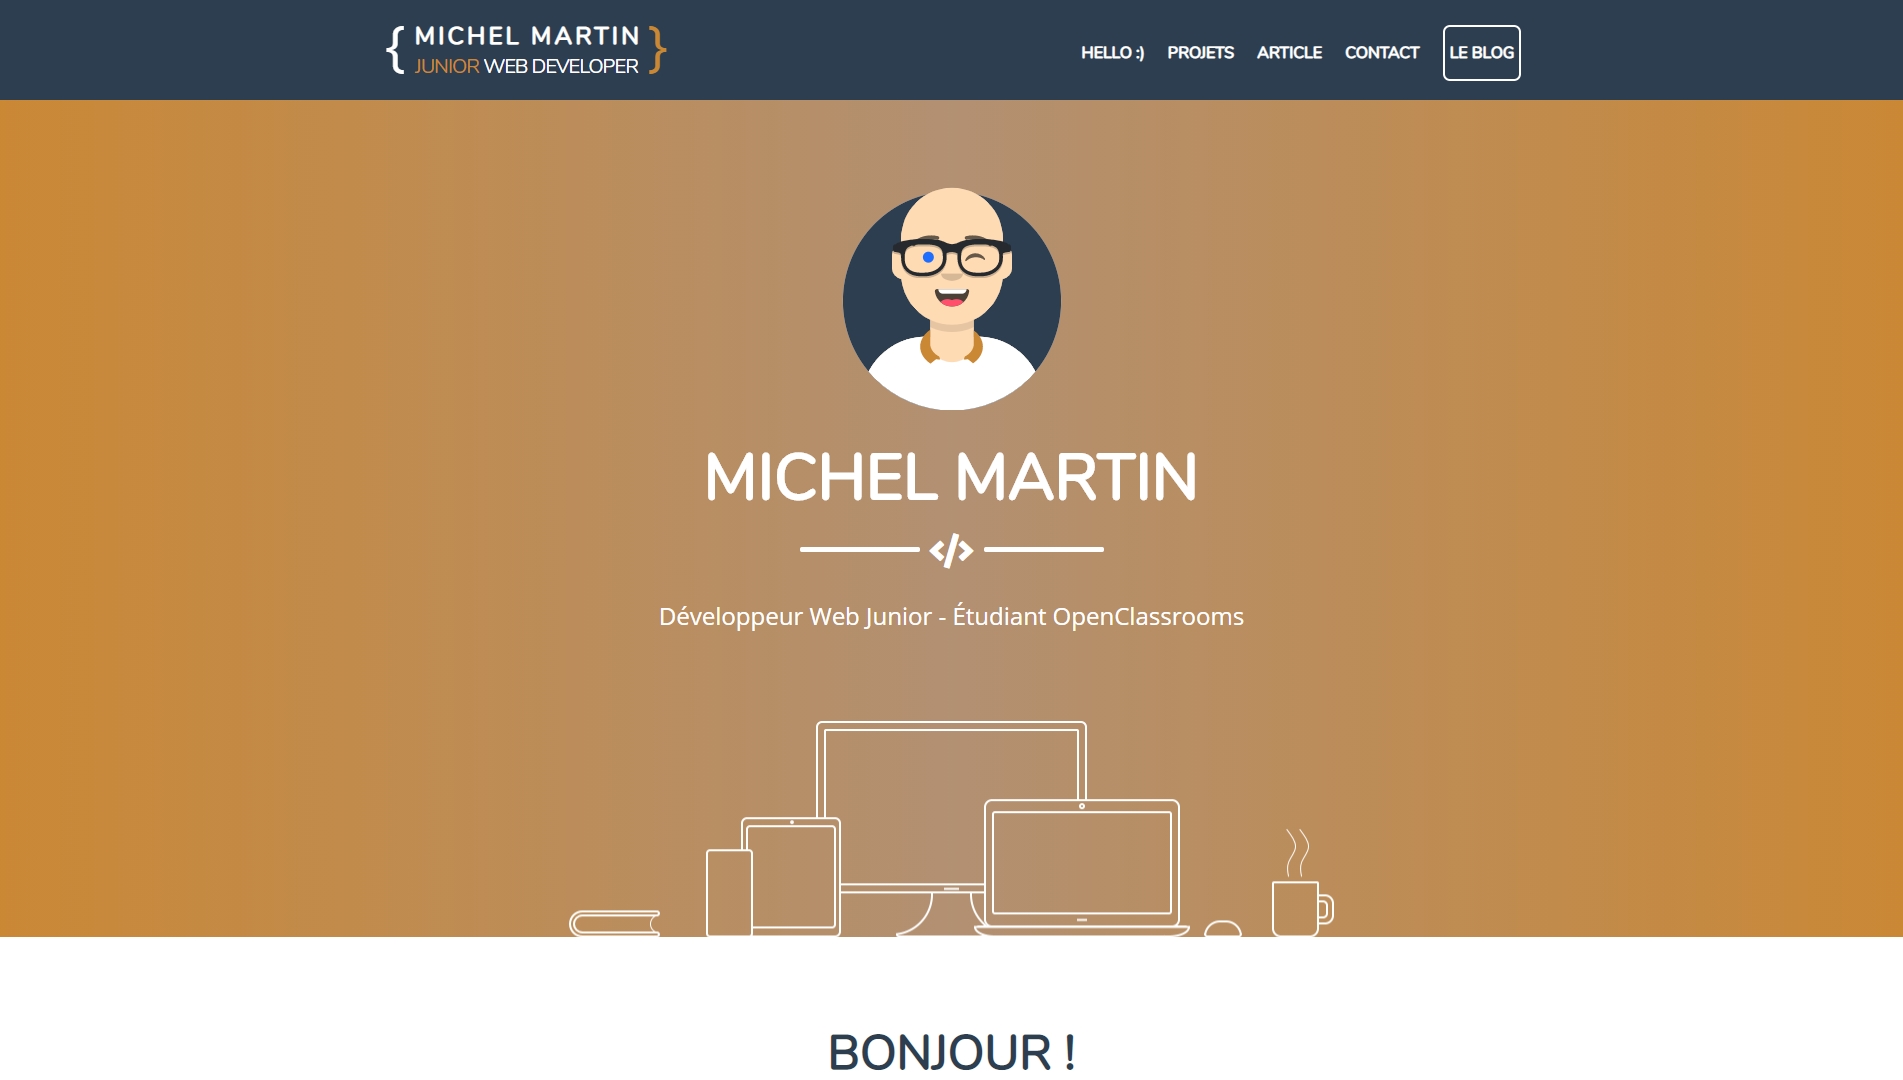 { MICHEL MARTIN }
JUNIOR WEB DEVELOPER
HELLO :) PROJETS ARTICLE CONTACT LE BLOG
MICHEL MARTIN
</>
Développeur Web Junior - Étudiant OpenClassrooms
BONJOUR !